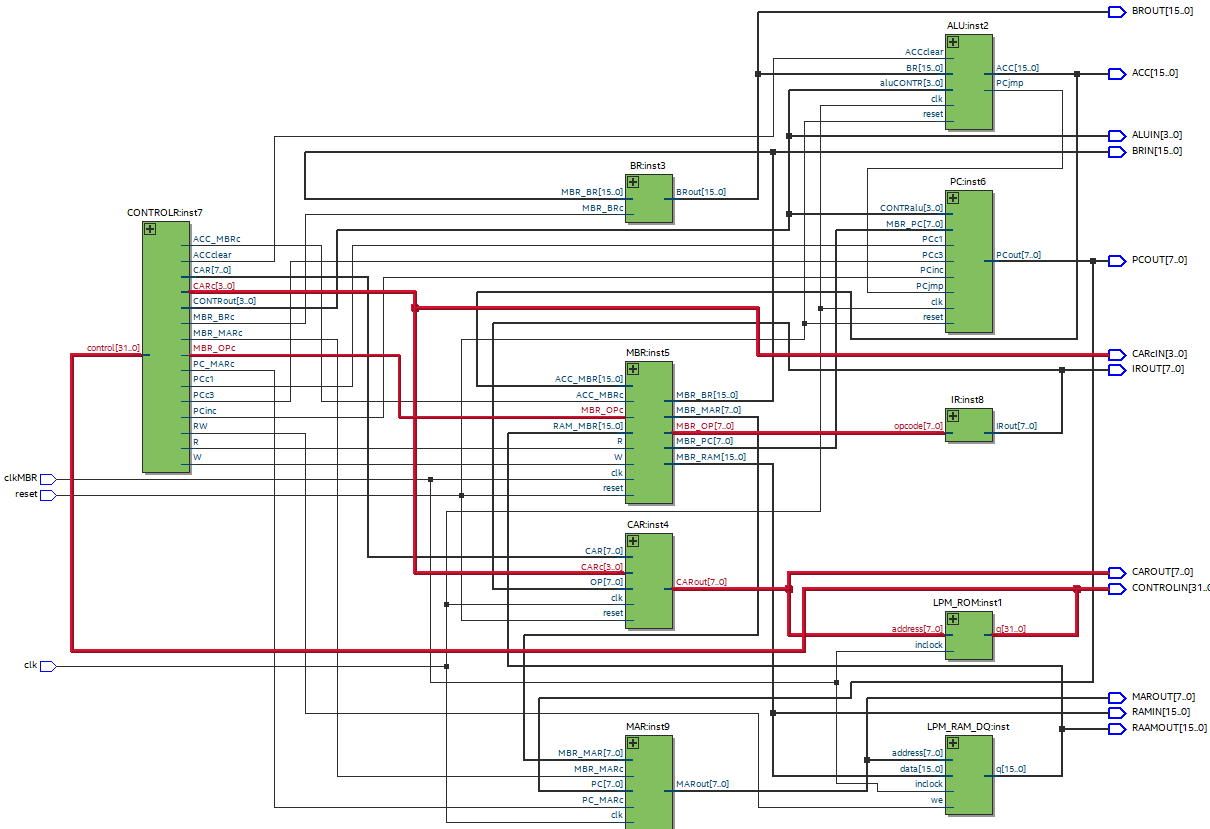 BROUT[15..0]
ALU:inst2
ACCclear
BR[15..0]
aluCONTR[3..0]
clk
reset
ACC[15..0]
PCjmp
ACC[15..0]
ALUIN[3..0]
BRIN[15..0]
BR:inst3
MBR_BR[15..0]
MBR_BRc
BRout[15..0]
PC:inst6
CONTRalu[3..0]
MBR_PC[7..0]
PCc1
PCc3
PCinc
PCjmp
clk
reset
PCout[7..0]
PCOUT[7..0]
CONTROLR:inst7
control[31..0]
ACC_MBRc
ACCclear
CAR[7..0]
CARc[3..0]
CONTRout[3..0]
MBR_BRc
MBR_MARc
MBR_OPc
PC_MARc
PCc1
PCc3
PCinc
RW
R
W
CARcIN[3..0]
IROUT[7..0]
MBR:inst5
ACC_MBR[15..0]
ACC_MBRc
MBR_OPc
RAM_MBR[15..0]
R
W
clk
reset
MBR_BR[15..0]
MBR_MAR[7..0]
MBR_OP[7..0]
MBR_PC[7..0]
MBR_RAM[15..0]
IR:inst8
opcode[7..0]
IRout[7..0]
clkMBR
reset
CAR:inst4
CAR[7..0]
CARc[3..0]
OP[7..0]
clk
reset
CARout[7..0]
CAROUT[7..0]
CONTROLIN[31..0
LPM_ROM:inst1
address[7..0]
inclock
q[31..0]
clk
MAROUT[7..0]
RAMIN[15..0]
RAAMOUT[15..0]
MAR:inst9
MBR_MAR[7..0]
MBR_MARc
PC[7..0]
PC_MARc
clk
MARout[7..0]
LPM_RAM_DQ:inst
address[7..0]
data[15..0]
inclock
we
q[15..0]